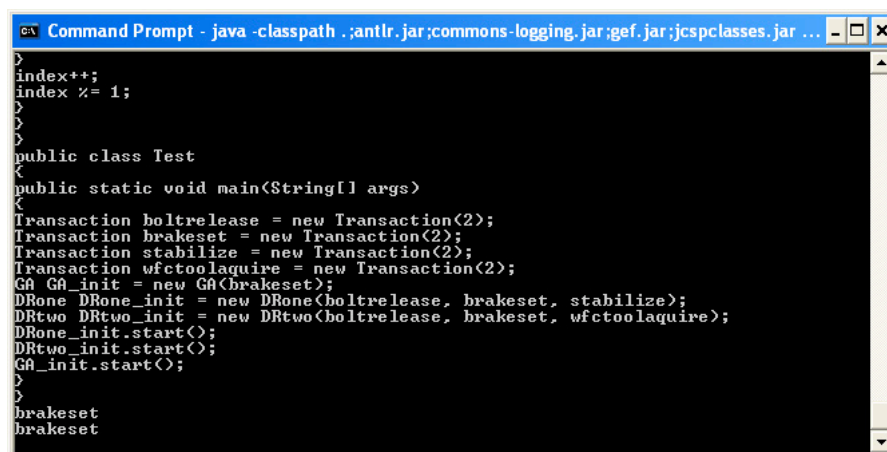 Command Prompt - java -classpath .;antlr.jar;commons-logging.jar;gef.jar;jcspclasses.jar ...
}
index++;
index %= 1;
}
}
}
public class Test
{
public static void main(String[] args)
{
Transaction boltrelease = new Transaction(2);
Transaction brakeset = new Transaction(2);
Transaction stabilize = new Transaction(2);
Transaction wfctoolaquire = new Transaction(2);
GA GA_init = new GA(brakeset);
DRone DRone_init = new DRone(boltrelease, brakeset, stabilize);
DRtwo DRtwo_init = new DRtwo(boltrelease, brakeset, wfctoolaquire);
DRone_init.start();
DRtwo_init.start();
GA_init.start();
}
}
brakeset
brakeset